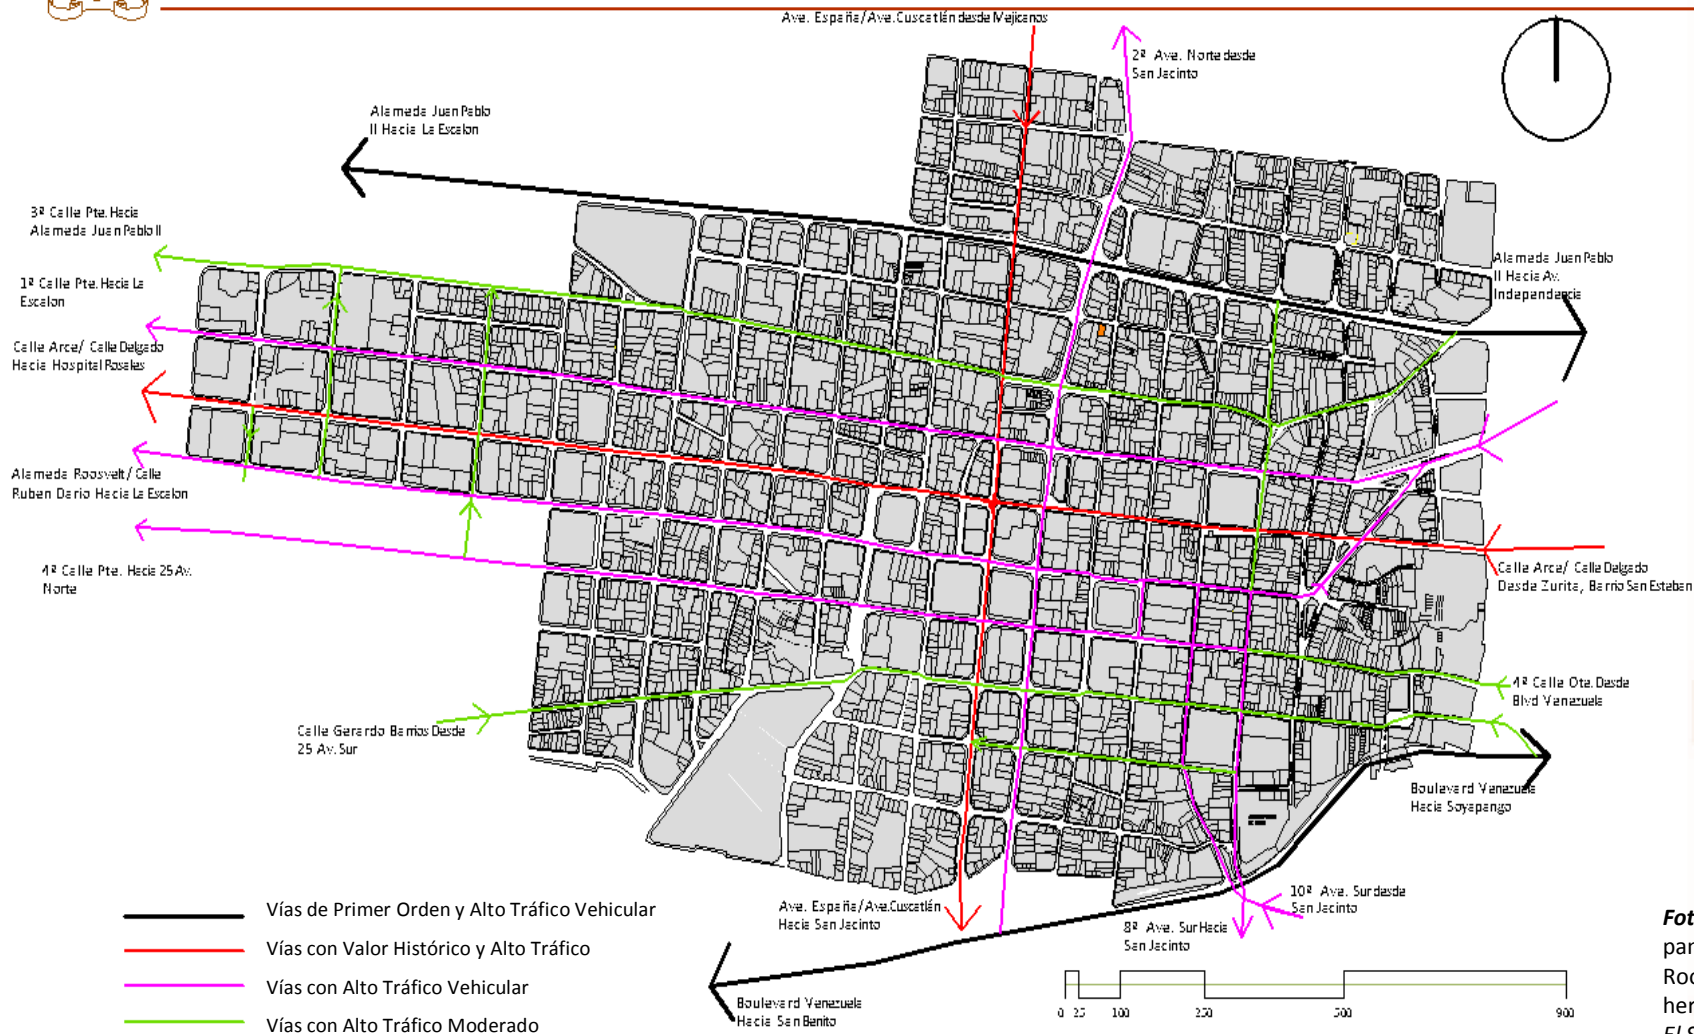 Ave. España/Ave.Cuscatlán desde Mejicanos
2ª Ave. Norte desde
San Jacinto
Alameda Juan Pablo
II Hacia La Escalon
3ª Calle Pte. Hacia
Alameda Juan Pablo II
1ª Calle Pte. Hacia La
Escalon
Calle Arce/ Calle Delgado
Hacia Hospital Rosales
Alameda Roosvelt/ Calle
Ruben Dario Hacia La Escalon
4ª Calle Pte. Hacia 25 Av.
Norte
Alameda Juan Pablo
II Hacia Av.
Independencia
Calle Arce/ Calle Delgado
Desde Zurita, Barrio San Esteban
4ª Calle Ote. Desde
Blvd Venezuela
Calle Gerardo Barrios Desde
25 Av. Sur
Boulevard Venezuela
Hacia Soyapango
10ª Ave. Sur desde
San Jacinto
Ave. España/Ave.Cuscatlán
Hacia San Jacinto
8ª Ave. Sur Hacia
San Jacinto
Boulevard Venezuela
Hacia San Benito
Vías de Primer Orden y Alto Tráfico Vehicular
Vías con Valor Histórico y Alto Tráfico
Vías con Alto Tráfico Vehicular
Vías con Alto Tráfico Moderado
0 25 100 250 500 900
Fot
par
Roc
her
El S